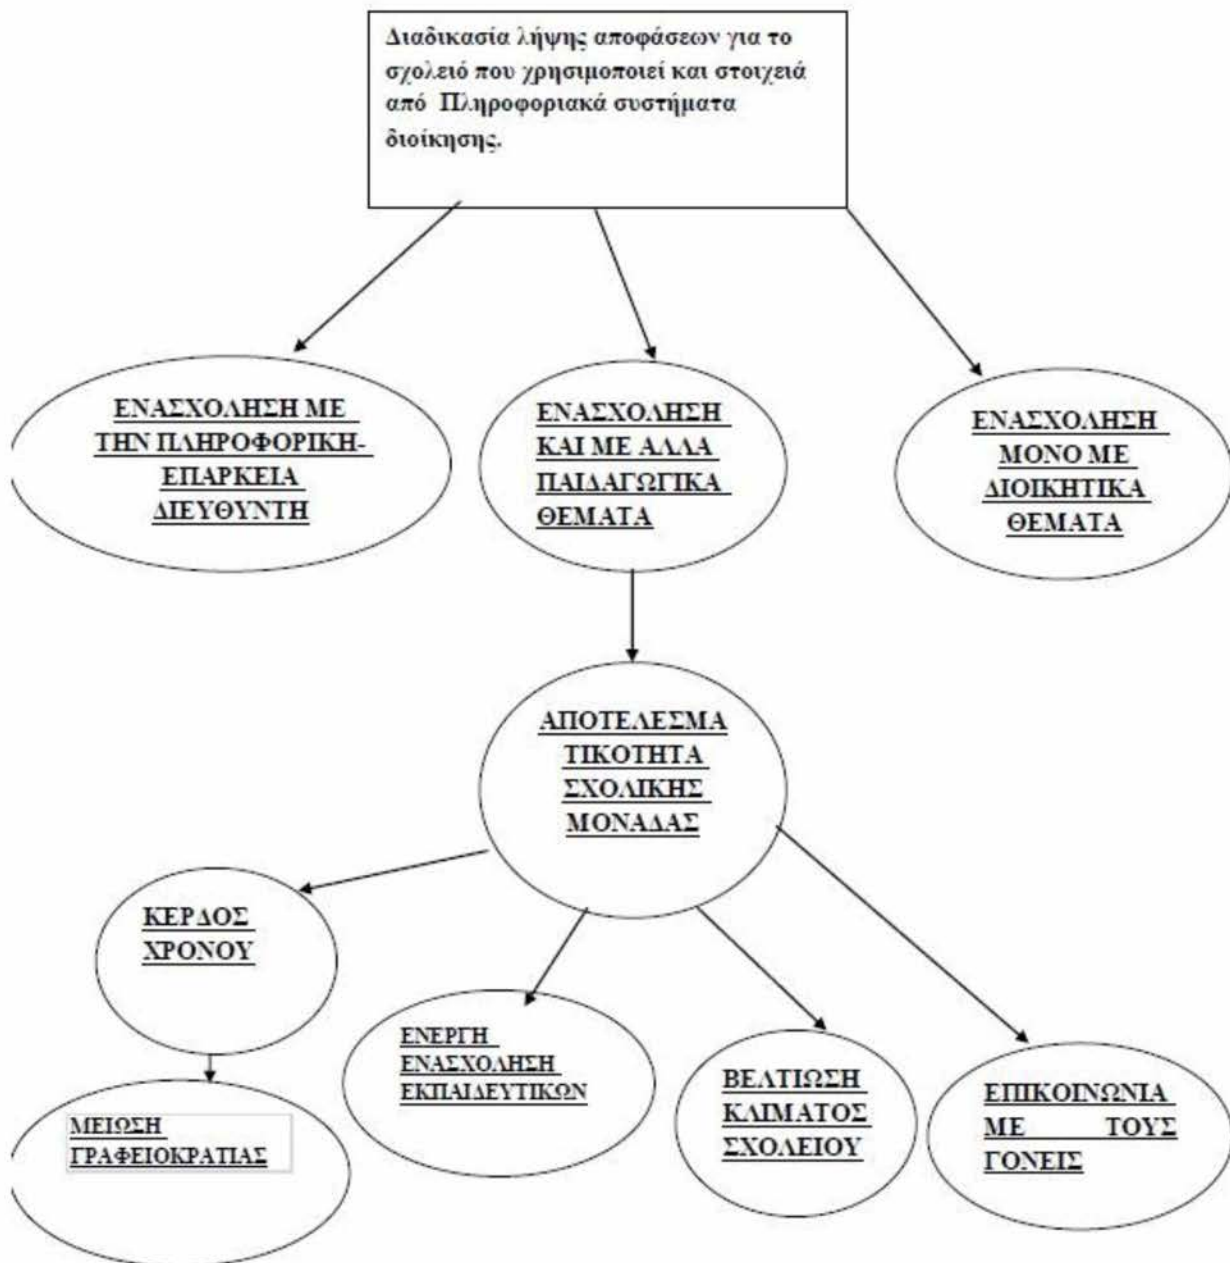 Διαδικασία λήψης αποφάσεων για το
σχολειό που χρησιμοποιεί και στοιχειά
από Πληροφοριακά συστήματα
διοίκησης.
ΕΝΑΣΧΟΛΗΣΗ ΜΕ
ΤΗΝ ΠΛΗΡΟΦΟΡΙΚΗ-
ΕΠΑΡΚΕΙΑ
ΔΙΕΥΘΥΝΤΗ
ΕΝΑΣΧΟΛΗΣΗ
ΚΑΙ ΜΕ ΑΛΛΑ
ΠΑΙΔΑΓΩΓΙΚΑ
ΘΕΜΑΤΑ
ΕΝΑΣΧΟΛΗΣΗ
ΜΟΝΟ ΜΕ
ΔΙΟΙΚΗΤΙΚΑ
ΘΕΜΑΤΑ
ΑΠΟΤΕΛΕΣΜΑ
ΤΙΚΟΤΗΤΑ
ΣΧΟΛΙΚΗΣ
ΜΟΝΑΔΑΣ
ΚΕΡΔΟΣ
ΧΡΟΝΟΥ
ΕΝΕΡΓΗ
ΕΝΑΣΧΟΛΗΣΗ
ΕΚΠΑΙΔΕΥΤΙΚΩΝ
ΒΕΛΤΙΩΣΗ
ΚΛΙΜΑΤΟΣ
ΣΧΟΛΕΙΟΥ
ΕΠΙΚΟΙΝΩΝΙΑ
ΜΕ ΤΟΥΣ
ΓΟΝΕΙΣ
ΜΕΙΩΣΗ
ΓΡΑΦΕΙΟΚΡΑΤΙΑΣ